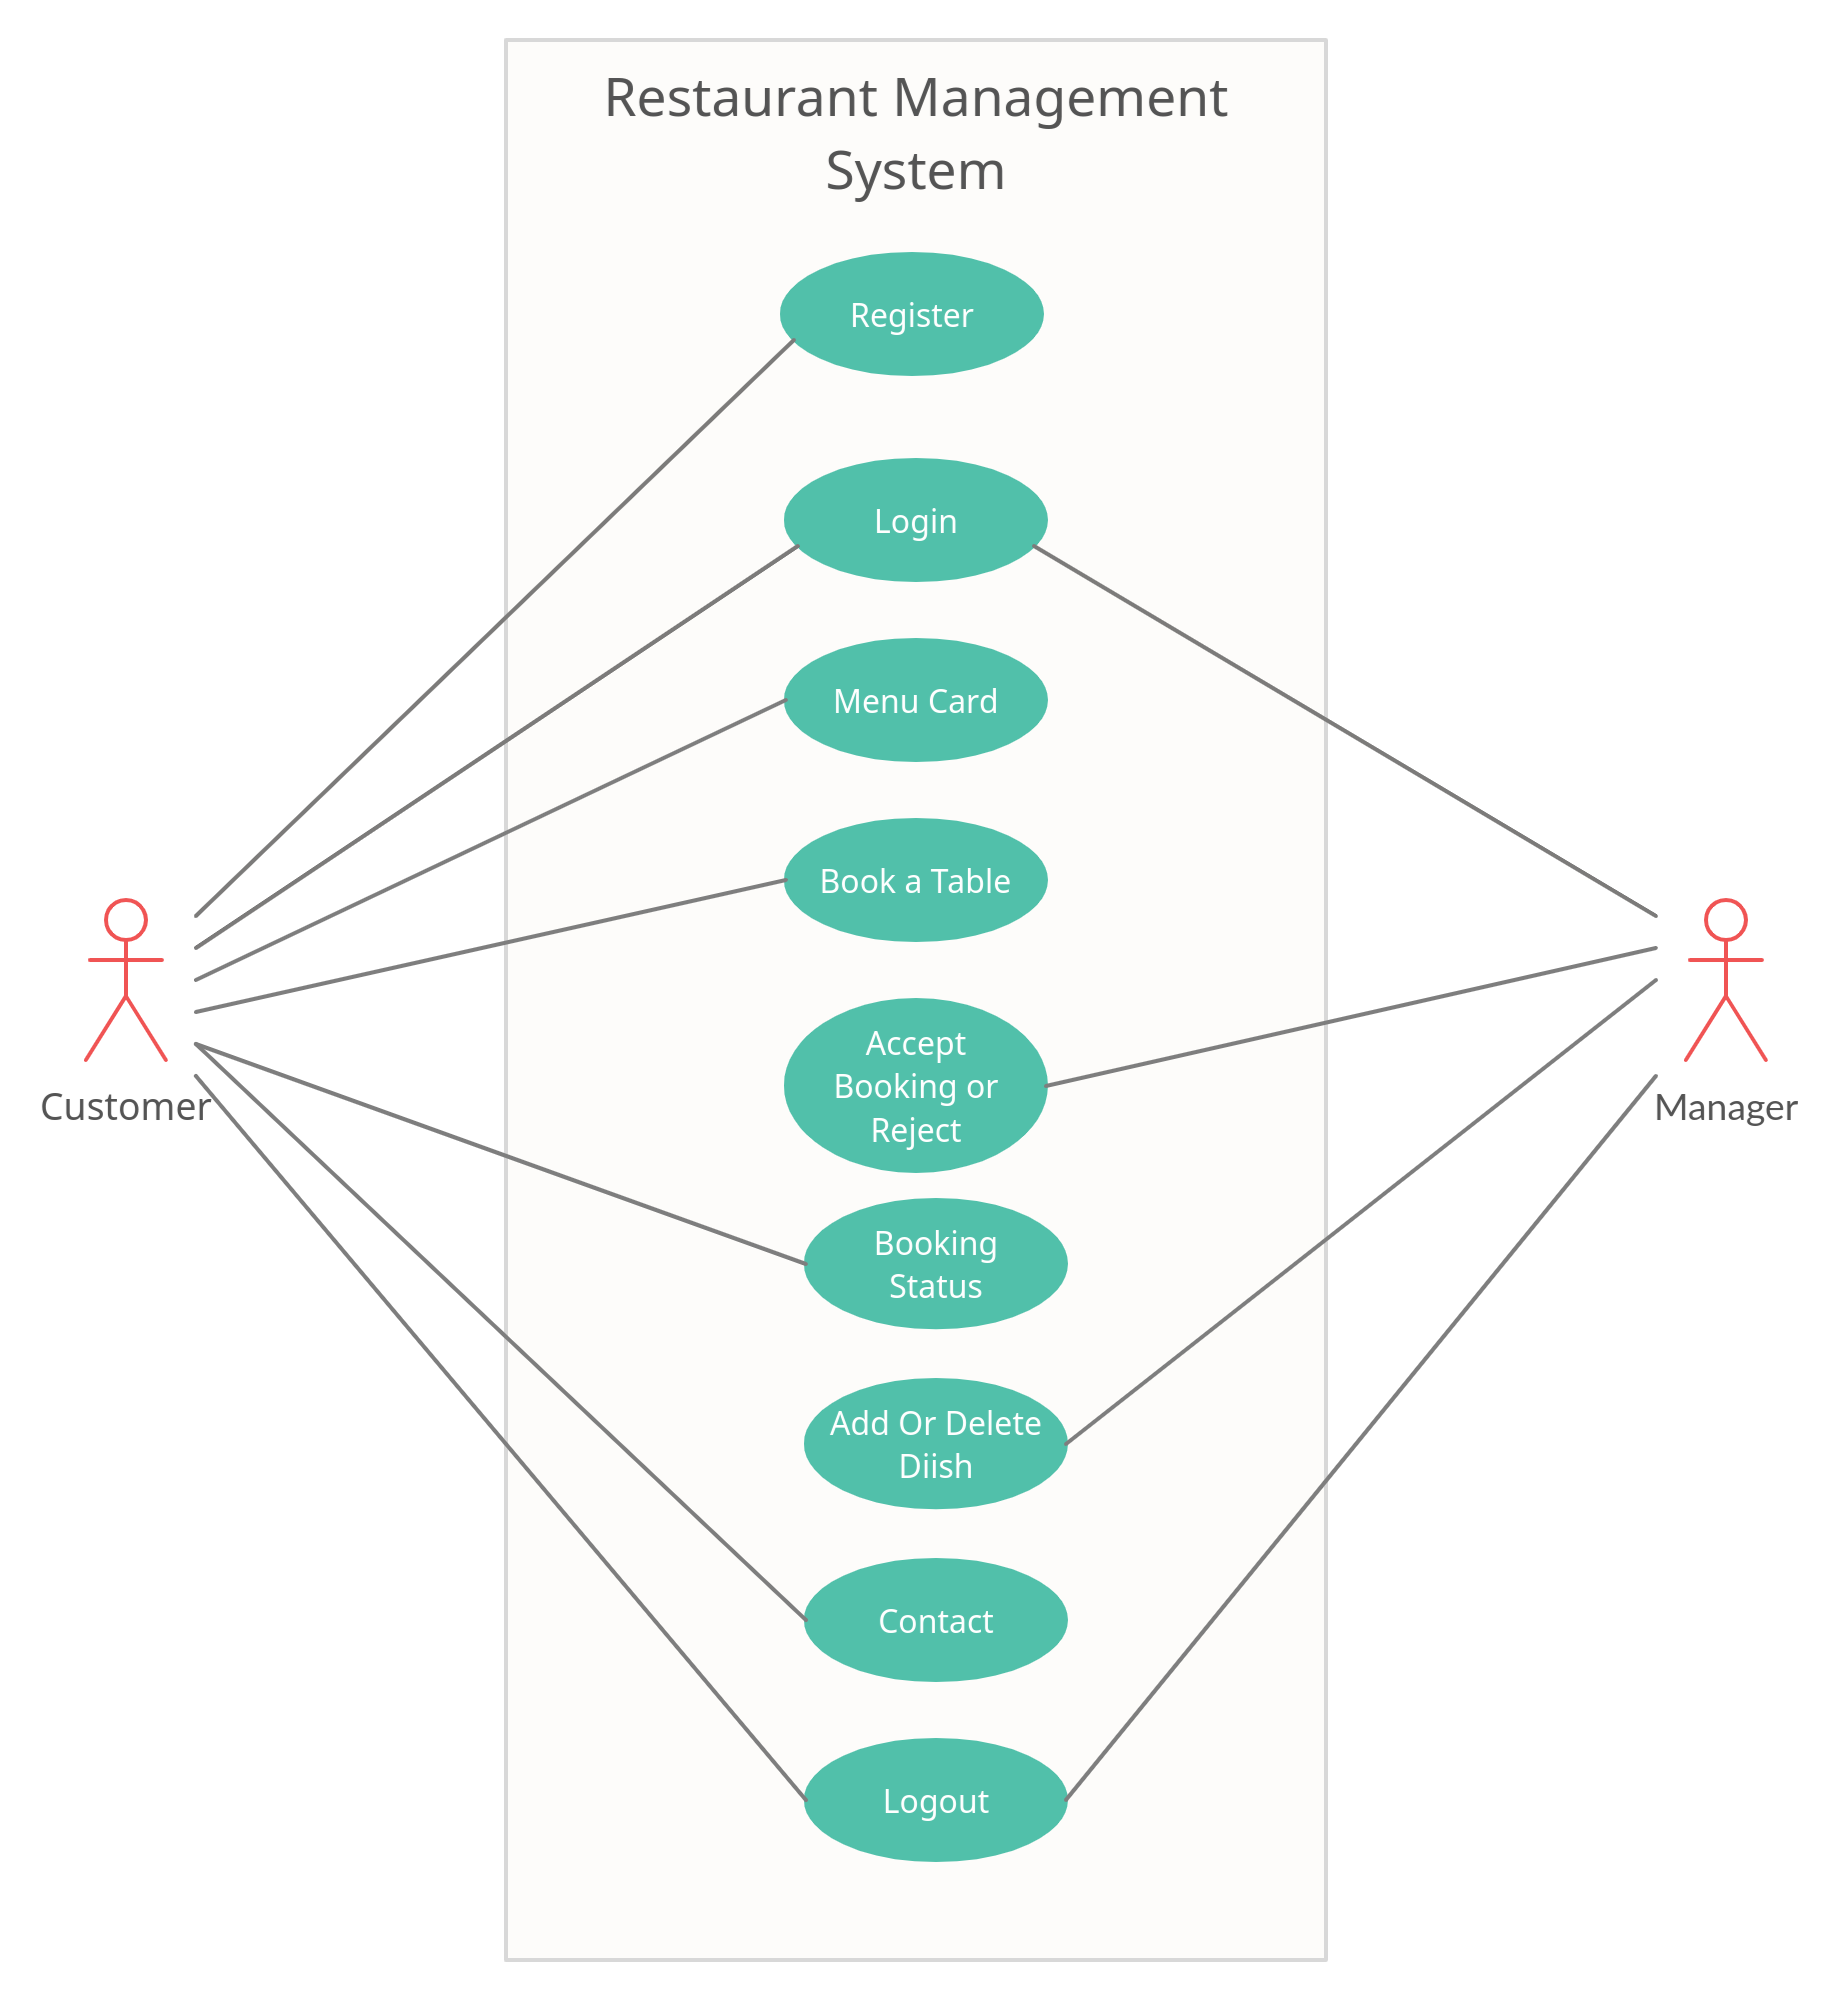 Restaurant Management
System
Register
Login
Menu Card
Book a Table
Accept
Booking or
Reject
Customer
Manager
Booking
Status
Add Or Delete
Diish
Contact
Logout